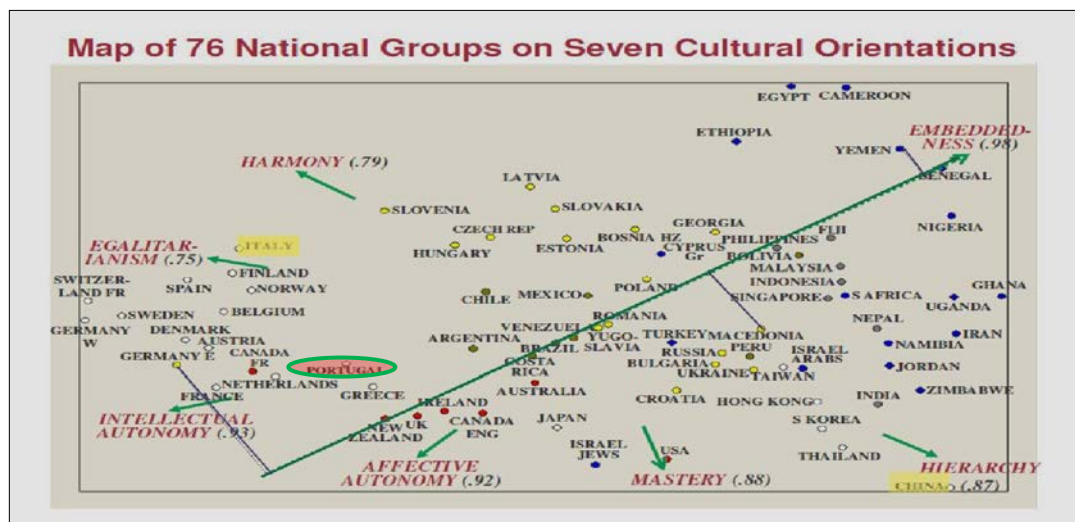 Map of 76 National Groups on Seven Cultural Orientations
EGYPT CAMEROON
ETHIOPIA
EMBEDDED-
NESS (.98)
YEMEN
HARMONY (.79)
SENEGAL
LATVIA
SLOVENIA
SLOVAKIA
GEORGIA
NIGERIA
CZECH REP
BOSNIA HZ
FIJI
PHILIPPINES
HUNGARY
ESTONIA
CYPRUS
Gr
BOLIVIA
EGALITAR-
IANISM (.75)
ITALY
MALAYSIA
INDONESIA
FINLAND
SWITZER-
LAND FR
SPAIN
NORWAY
POLAND
CHILE
MEXICO
SINGAPORE
S AFRICA
GHANA
UGANDA
SWEDEN
BELGIUM
ROMANIA
GERMANY
W
DENMARK
VENEZUEL
YUGO-
SLAVIA
TURKEY
MACEDONIA
NEPAL
IRAN
AUSTRIA
ARGENTINA
BRAZIL
NAMIBIA
GERMANY E
CANADA
FR
COSTA
RICA
RUSSIA
PERU
ISRAEL
ARABS
PORTUGAL
BULGARIA
UKRAINE
TAIWAN
JORDAN
NETHERLANDS
FRANCE
GREECE
AUSTRALIA
CROATIA
HONG KONG
INDIA
ZIMBABWE
INTELLECTUAL
AUTONOMY (.93)
IRELAND
UK
NEW
ZEALAND
CANADA
ENG
JAPAN
S KOREA
ISRAEL
JEWS
USA
THAILAND
AFFECTIVE
AUTONOMY (.92)
MASTERY (.88)
HIERARCHY
(.87)
CHINA